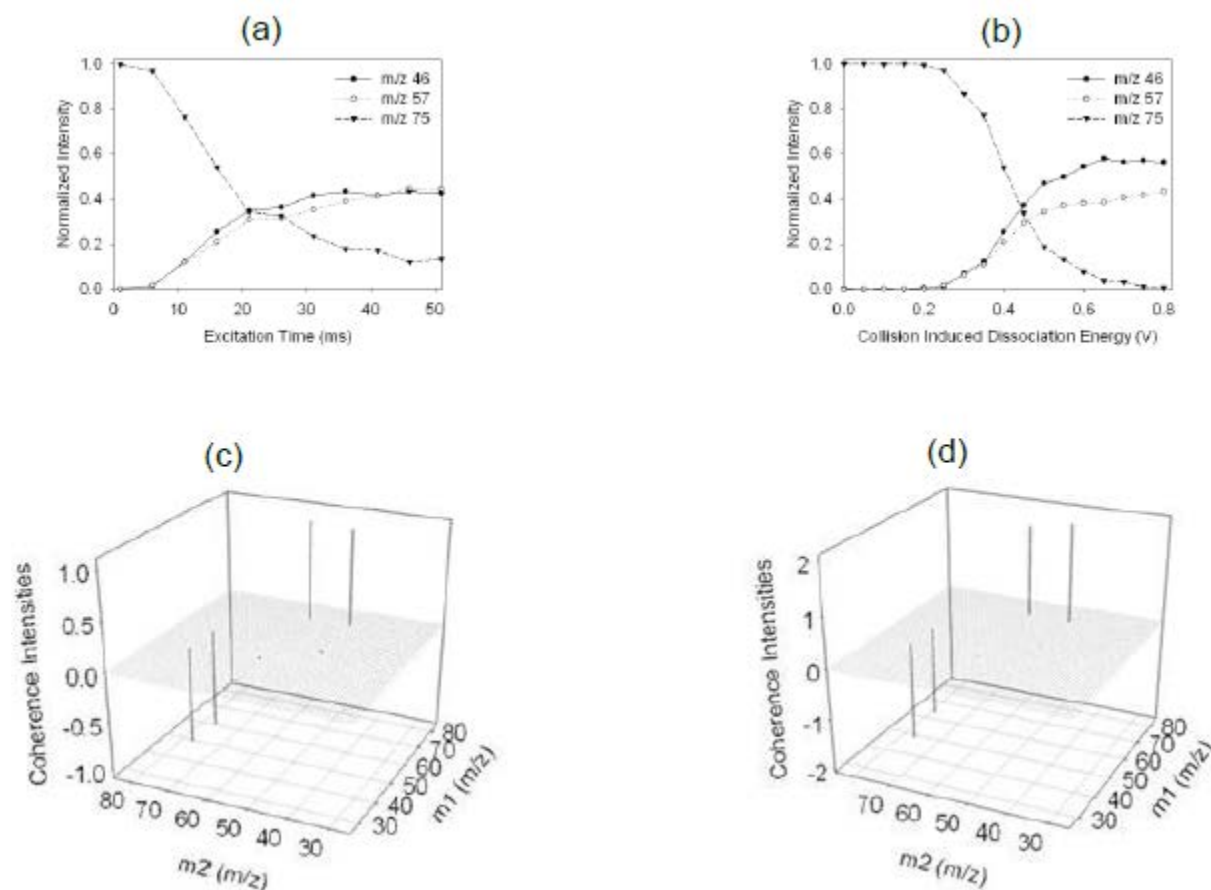 (a)
1.0
0.8
0.6
0.4
0.2
0.0
Normalized Intensity
m/z 46
m/z 57
m/z 75
0 10 20 30 40 50
Excitation Time (ms)
(b)
1.0
0.8
0.6
0.4
0.2
0.0
Normalized Intensity
m/z 46
m/z 57
m/z 75
0.0 0.2 0.4 0.6 0.8
Collision Induced Dissociation Energy (V)
(c)
1.0
0.5
0.0
-0.5
-1.0
Coherence Intensities
80 70 60 50 40 30
m2 (m/z)
30 40 50 60 70 80
m1 (m/z)
(d)
2
1
0
-1
-2
Coherence Intensities
70 60 50 40 30
m2 (m/z)
30 40 50 60 70 80
m1 (m/z)